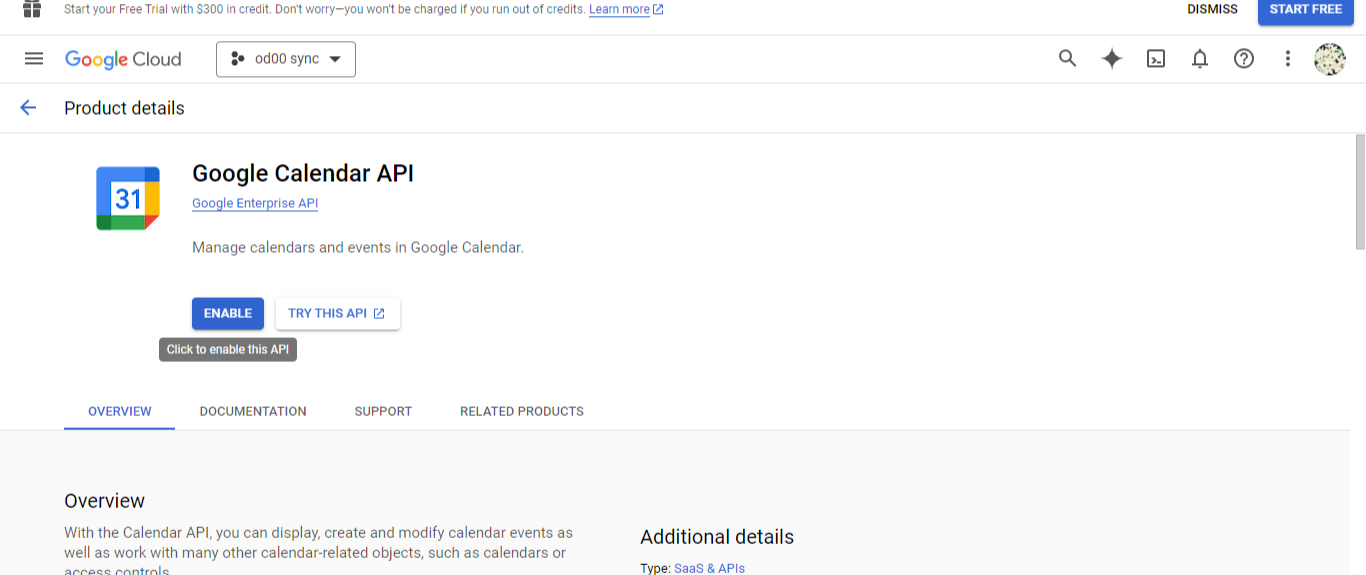 Start your Free Trial with $300 in credit. Don't worry—you won't be charged if you run out of credits. Learn more
DISMISS
START FREE
Google Cloud
od00 sync
Product details
31
Google Calendar API
Google Enterprise API
Manage calendars and events in Google Calendar.
ENABLE
TRY THIS API
Click to enable this API
OVERVIEW
DOCUMENTATION
SUPPORT
RELATED PRODUCTS
Overview
With the Calendar API, you can display, create and modify calendar events as
well as work with many other calendar-related objects, such as calendars or
access controls.
Additional details
Type: SaaS & APIs